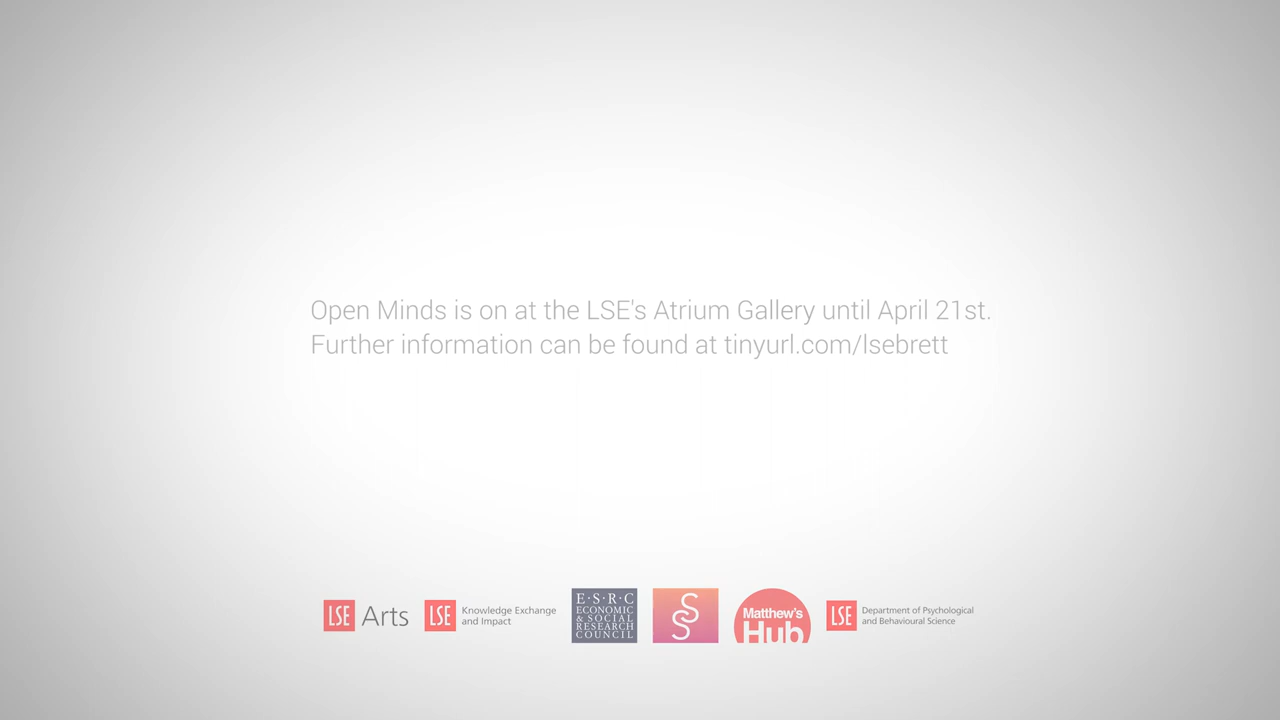 Open Minds is on at the LSE's Atrium Gallery until April 21st.
Further information can be found at tinyurl.com/lsebrett
LSE Arts
LSE Knowledge Exchange
and Impact
E·S·R·C
ECONOMIC
& SOCIAL
RESEARCH
COUNCIL
SS
Matthew's
Hub
LSE Department of Psychological
and Behavioural Science